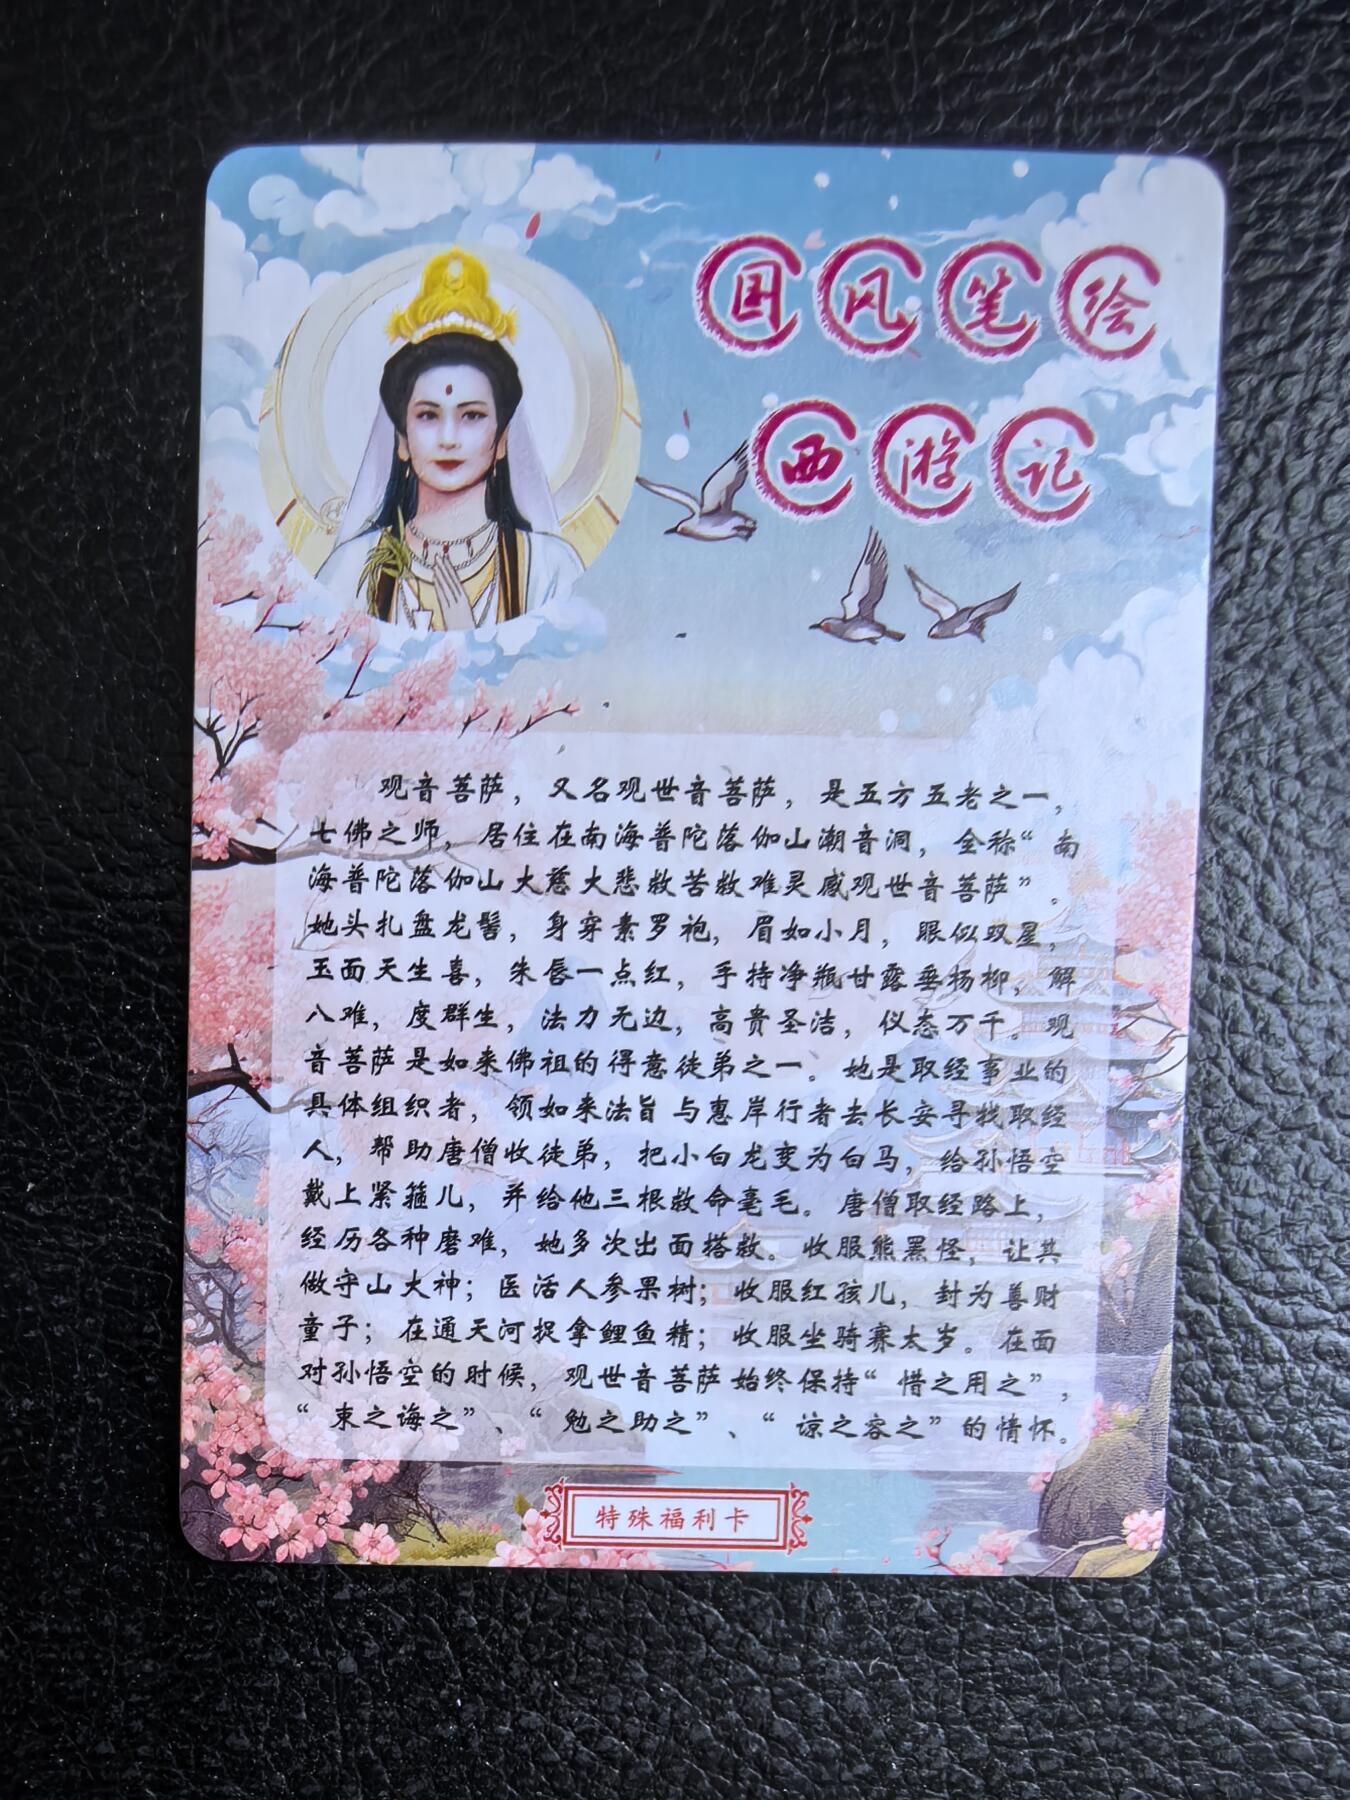 国风笔绘
西游记
观音菩萨，又名观世音菩萨，是五方五老之一，
七佛之师，居住在南海普陀落伽山潮音洞，全称“南
海普陀落伽山大慈大悲救苦救难灵感观世音菩萨”。
她头扎盘龙髻，身穿素罗袍，眉如小月，眼似双星，
玉面天生喜，朱唇一点红，手持净瓶甘露垂杨柳，解
八难，度群生，法力无边，高贵圣洁，仪态万千。观
音菩萨是如来佛祖的得意徒弟之一。她是取经事业的
具体组织者，领如来法旨与惠岸行者去长安寻找取经
人，帮助唐僧收徒弟，把小白龙变为白马，给孙悟空
戴上紧箍儿，并给他三根救命毫毛。唐僧取经路上，
经历各种磨难，她多次出面搭救。收服熊黑怪，让其
做守山大神；医活人参果树；收服红孩儿，封为善财
童子；在通天河捉拿鲤鱼精；收服坐骑赛太岁。在面
对孙悟空的时候，观世音菩萨始终保持“惜之用之”，
“束之诲之”、“勉之助之”、“谅之容之”的情怀。
特殊福利卡